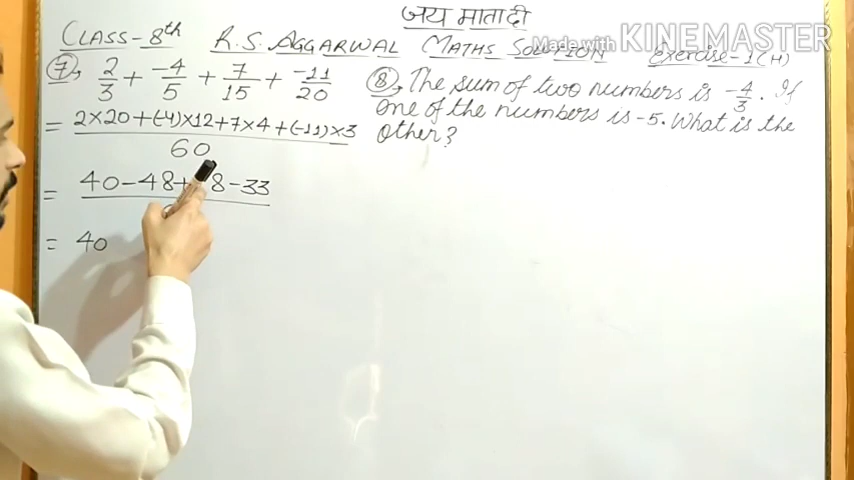 जय माता दी
Made with KINEMASTER
CLASS-8th R.S. AGGARWAL MATHS SOLUTION Exercise-1(H)
⑦, 2/3 + -4/5 + 7/15 + -11/20
= 2×20+(-4)×12+7×4+(-11)×3 / 60
= 40-48+ 8-33
= 40
⑧, The sum of two numbers is -4/3. If
one of the numbers is -5. What is the
other?